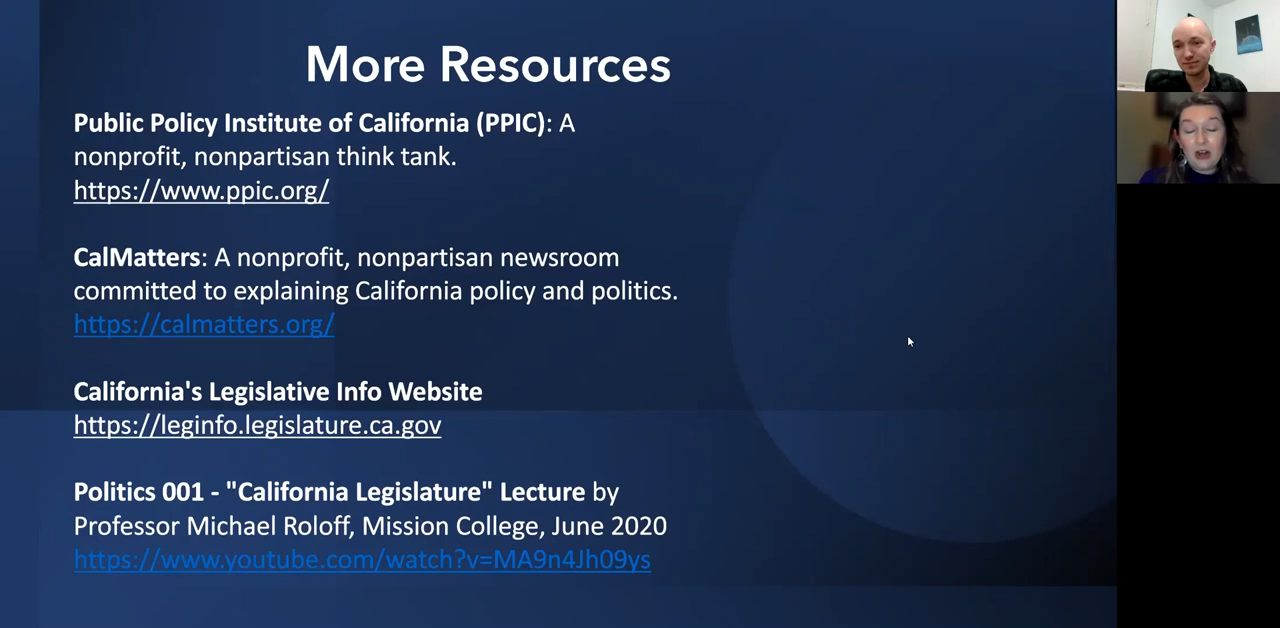 More Resources
Public Policy Institute of California (PPIC): A
nonprofit, nonpartisan think tank.
https://www.ppic.org/
CalMatters: A nonprofit, nonpartisan newsroom
committed to explaining California policy and politics.
https://calmatters.org/
California's Legislative Info Website
https://leginfo.legislature.ca.gov
Politics 001 - "California Legislature" Lecture by
Professor Michael Roloff, Mission College, June 2020
https://www.youtube.com/watch?v=MA9n4Jh09ys